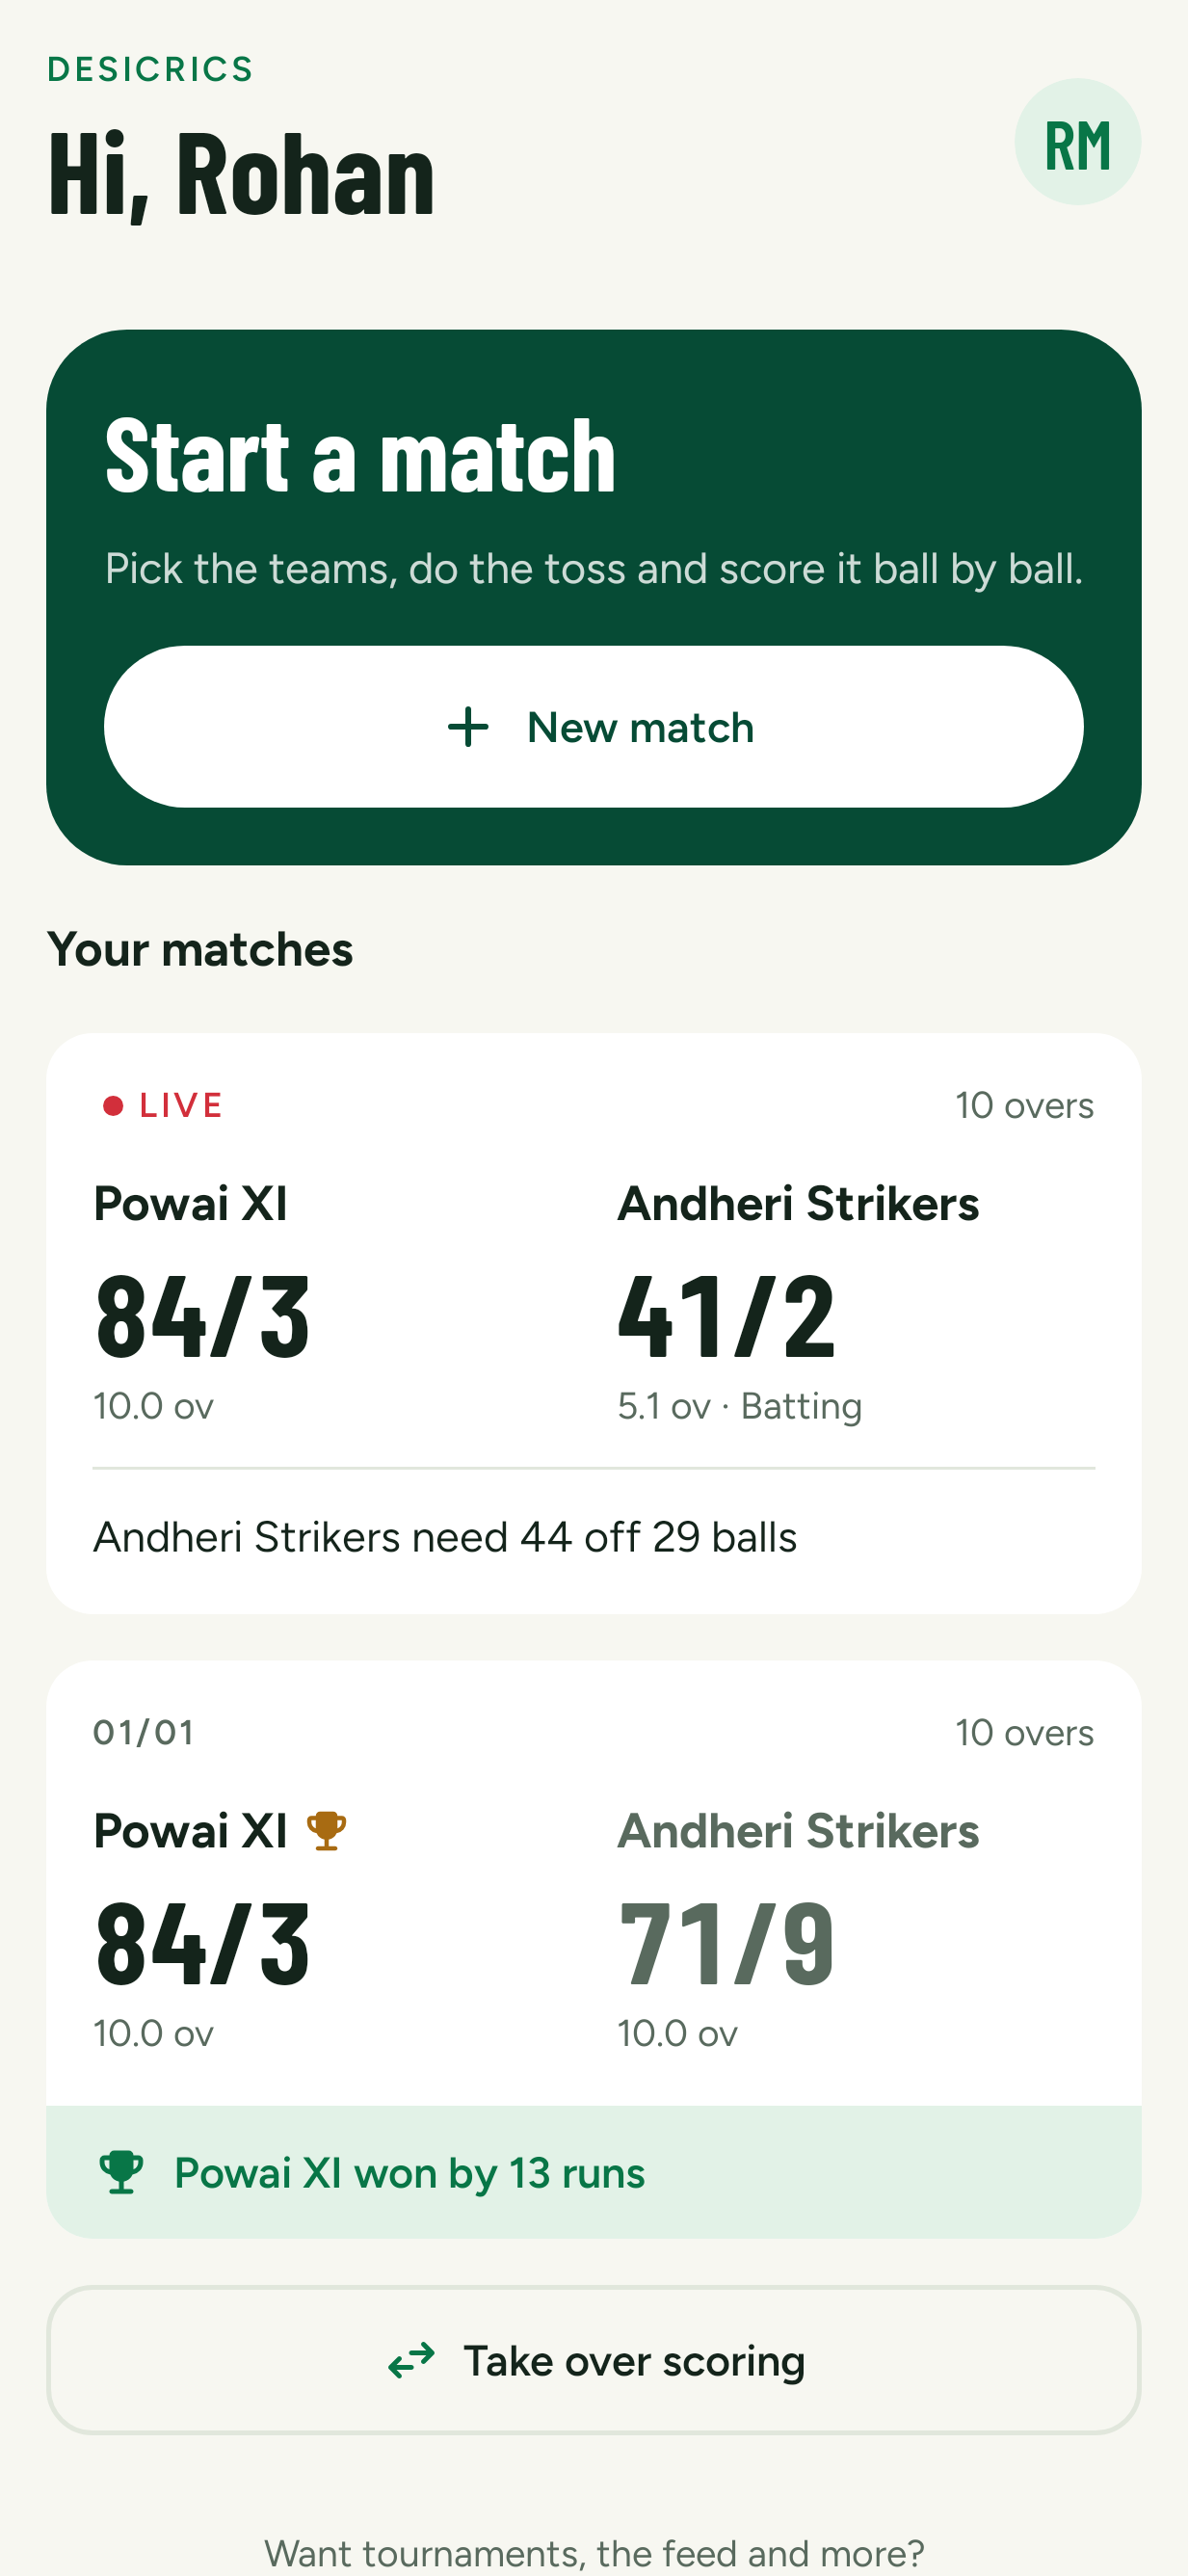 DESICRICS
Hi, Rohan
RM
Start a match
Pick the teams, do the toss and score it ball by ball.
New match
Your matches
LIVE
10 overs
Powai XI
Andheri Strikers
84/3
41/2
10.0 ov
5.1 ov · Batting
Andheri Strikers need 44 off 29 balls
01/01
10 overs
Powai XI
Andheri Strikers
84/3
71/9
10.0 ov
10.0 ov
Powai XI won by 13 runs
Take over scoring
Want tournaments, the feed and more?